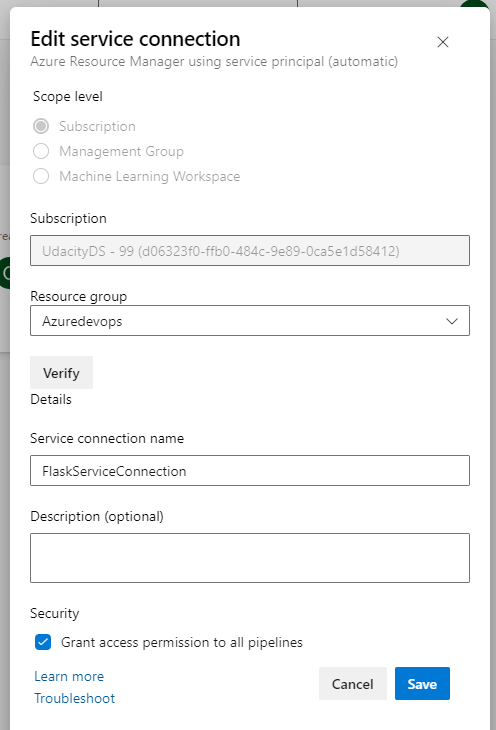 Edit service connection
Azure Resource Manager using service principal (automatic)
Scope level
Subscription
Management Group
Machine Learning Workspace
Subscription
UdacityDS - 99 (d06323f0-ffb0-484c-9e89-0ca5e1d58412)
Resource group
Azuredevops
Verify
Details
Service connection name
FlaskServiceConnection
Description (optional)
Security
Grant access permission to all pipelines
Learn more
Troubleshoot
Cancel
Save